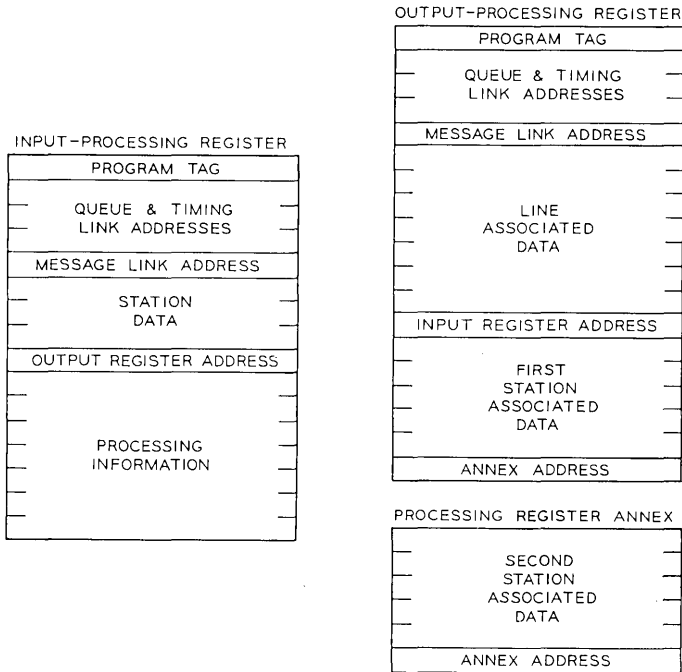 INPUT-PROCESSING REGISTER
PROGRAM TAG
QUEUE & TIMING
LINK ADDRESSES
MESSAGE LINK ADDRESS
STATION
DATA
OUTPUT REGISTER ADDRESS
PROCESSING
INFORMATION
OUTPUT-PROCESSING REGISTER
PROGRAM TAG
QUEUE & TIMING
LINK ADDRESSES
MESSAGE LINK ADDRESS
LINE
ASSOCIATED
DATA
INPUT REGISTER ADDRESS
FIRST
STATION
ASSOCIATED
DATA
ANNEX ADDRESS
PROCESSING REGISTER ANNEX
SECOND
STATION
ASSOCIATED
DATA
ANNEX ADDRESS